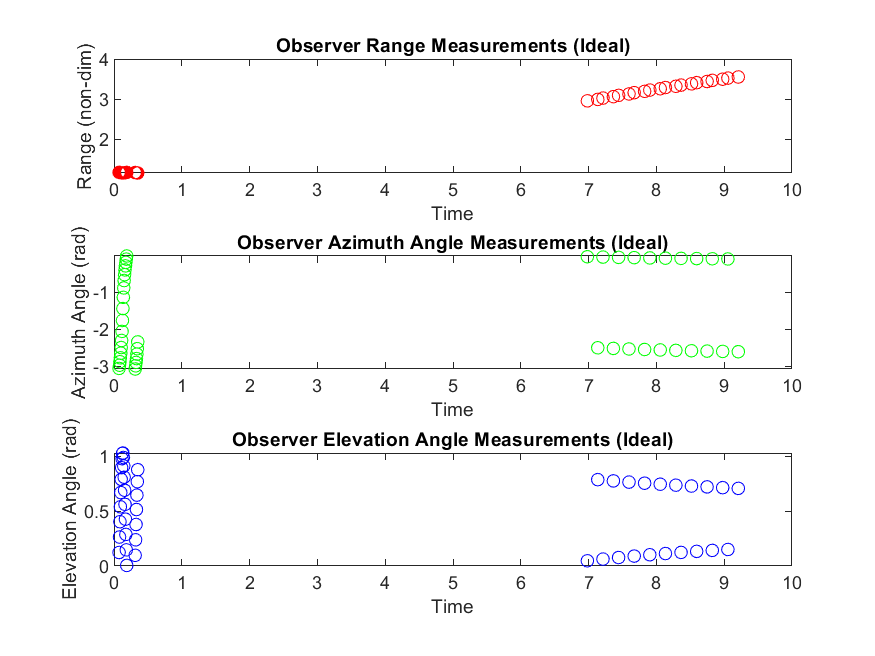 Observer Range Measurements (Ideal)
Range (non-dim)
4
3
2
0 1 2 3 4 5 6 7 8 9 10
Time
Observer Azimuth Angle Measurements (Ideal)
Azimuth Angle (rad)
-1
-2
-3
0 1 2 3 4 5 6 7 8 9 10
Time
Observer Elevation Angle Measurements (Ideal)
Elevation Angle (rad)
1
0.5
0
0 1 2 3 4 5 6 7 8 9 10
Time